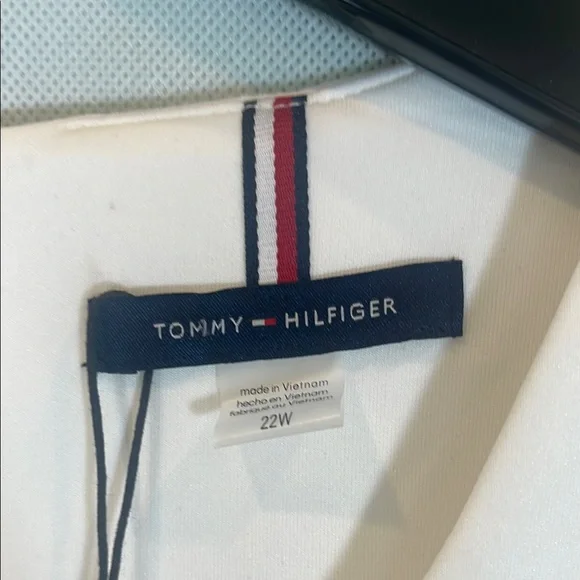 TOMMY HILFIGER
made in Vietnam
hecho en Vietnam
fabriqué au Vietnam
22W